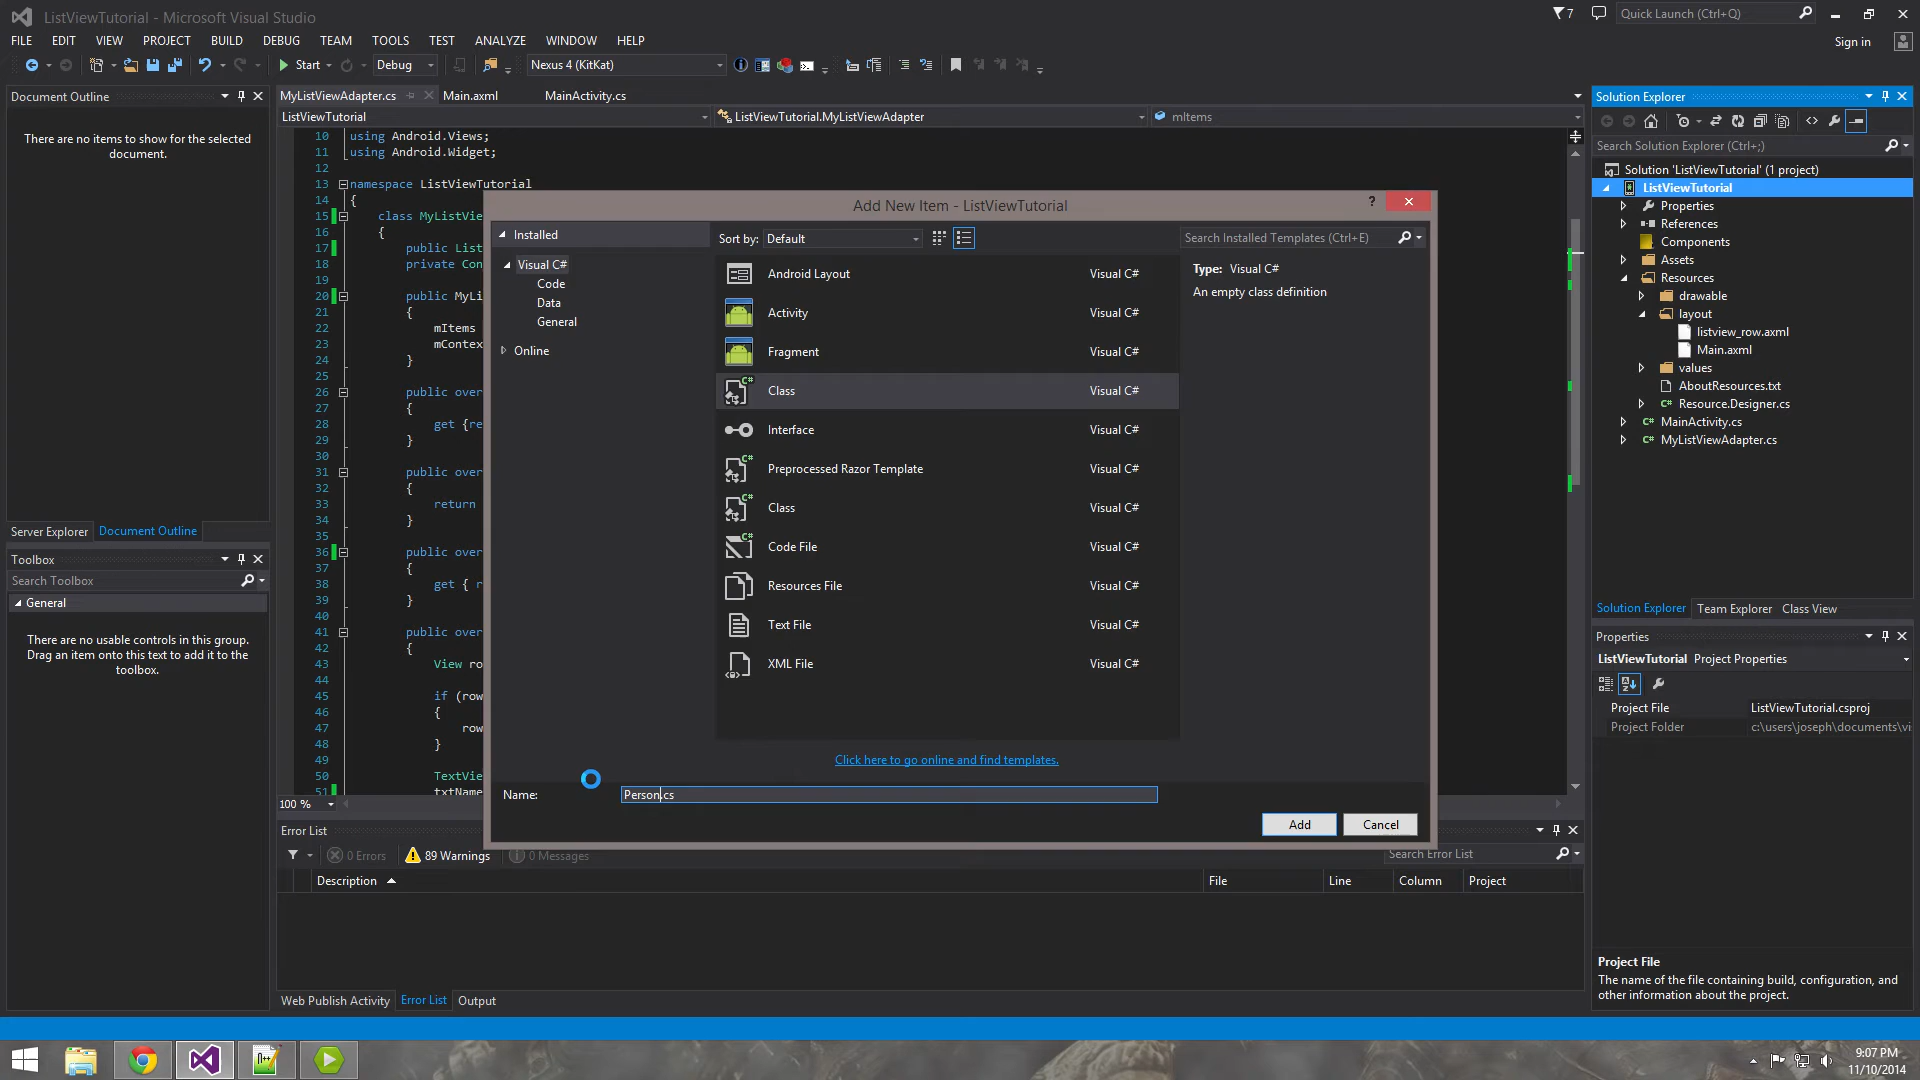 ListViewTutorial - Microsoft Visual Studio
7
Quick Launch (Ctrl+Q)
FILE EDIT VIEW PROJECT BUILD DEBUG TEAM TOOLS TEST ANALYZE WINDOW HELP
Sign in
Start Debug Nexus 4 (KitKat)
Document Outline
There are no items to show for the selected
document.
Server Explorer Document Outline
Toolbox
Search Toolbox
General
There are no usable controls in this group.
Drag an item onto this text to add it to the
toolbox.
MyListViewAdapter.cs Main.axml MainActivity.cs
ListViewTutorial ListViewTutorial.MyListViewAdapter mItems
10 using Android.Views;
11 using Android.Widget;
12
13 namespace ListViewTutorial
14 {
15 class MyListVie
16 {
17 public List
18 private Con
19
20 public MyLi
21 {
22 mItems
23 mContex
24 }
25
26 public over
27 {
28 get {re
29 }
30
31 public over
32 {
33 return
34 }
35
36 public over
37 {
38 get { r
39 }
40
41 public over
42 {
43 View ro
44
45 if (row
46 {
47 row
48 }
49
50 TextVie
51 txtName
100 %
Add New Item - ListViewTutorial
?
Installed
Visual C#
Code
Data
General
Online
Sort by: Default
Search Installed Templates (Ctrl+E)
Android Layout Visual C#
Activity Visual C#
Fragment Visual C#
Class Visual C#
Interface Visual C#
Preprocessed Razor Template Visual C#
Class Visual C#
Code File Visual C#
Resources File Visual C#
Text File Visual C#
XML File Visual C#
Type: Visual C#
An empty class definition
Click here to go online and find templates.
Name: Person.cs
Add Cancel
Error List
0 Errors 89 Warnings 0 Messages
Search Error List
Description File Line Column Project
Web Publish Activity Error List Output
Solution Explorer
Search Solution Explorer (Ctrl+;)
Solution 'ListViewTutorial' (1 project)
ListViewTutorial
Properties
References
Components
Assets
Resources
drawable
layout
listview_row.axml
Main.axml
values
AboutResources.txt
Resource.Designer.cs
MainActivity.cs
MyListViewAdapter.cs
Solution Explorer Team Explorer Class View
Properties
ListViewTutorial Project Properties
Project File ListViewTutorial.csproj
Project Folder c:\users\joseph\documents\vi
Project File
The name of the file containing build, configuration, and
other information about the project.
9:07 PM
11/10/2014